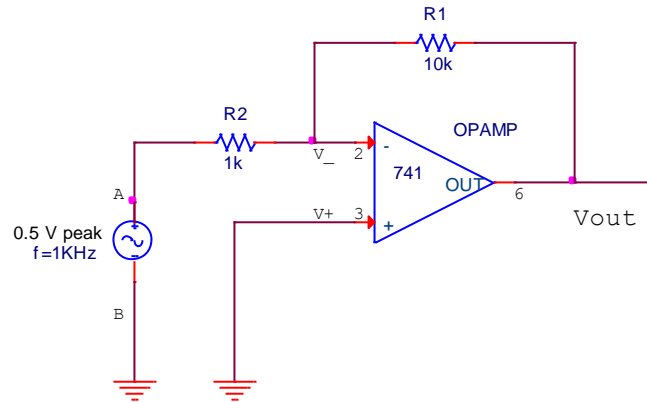 R1
10k
R2
1k
OPAMP
V_ 2
-
741
OUT
6
A
V+ 3
+
Vout
0.5 V peak
f=1KHz
+
--
B